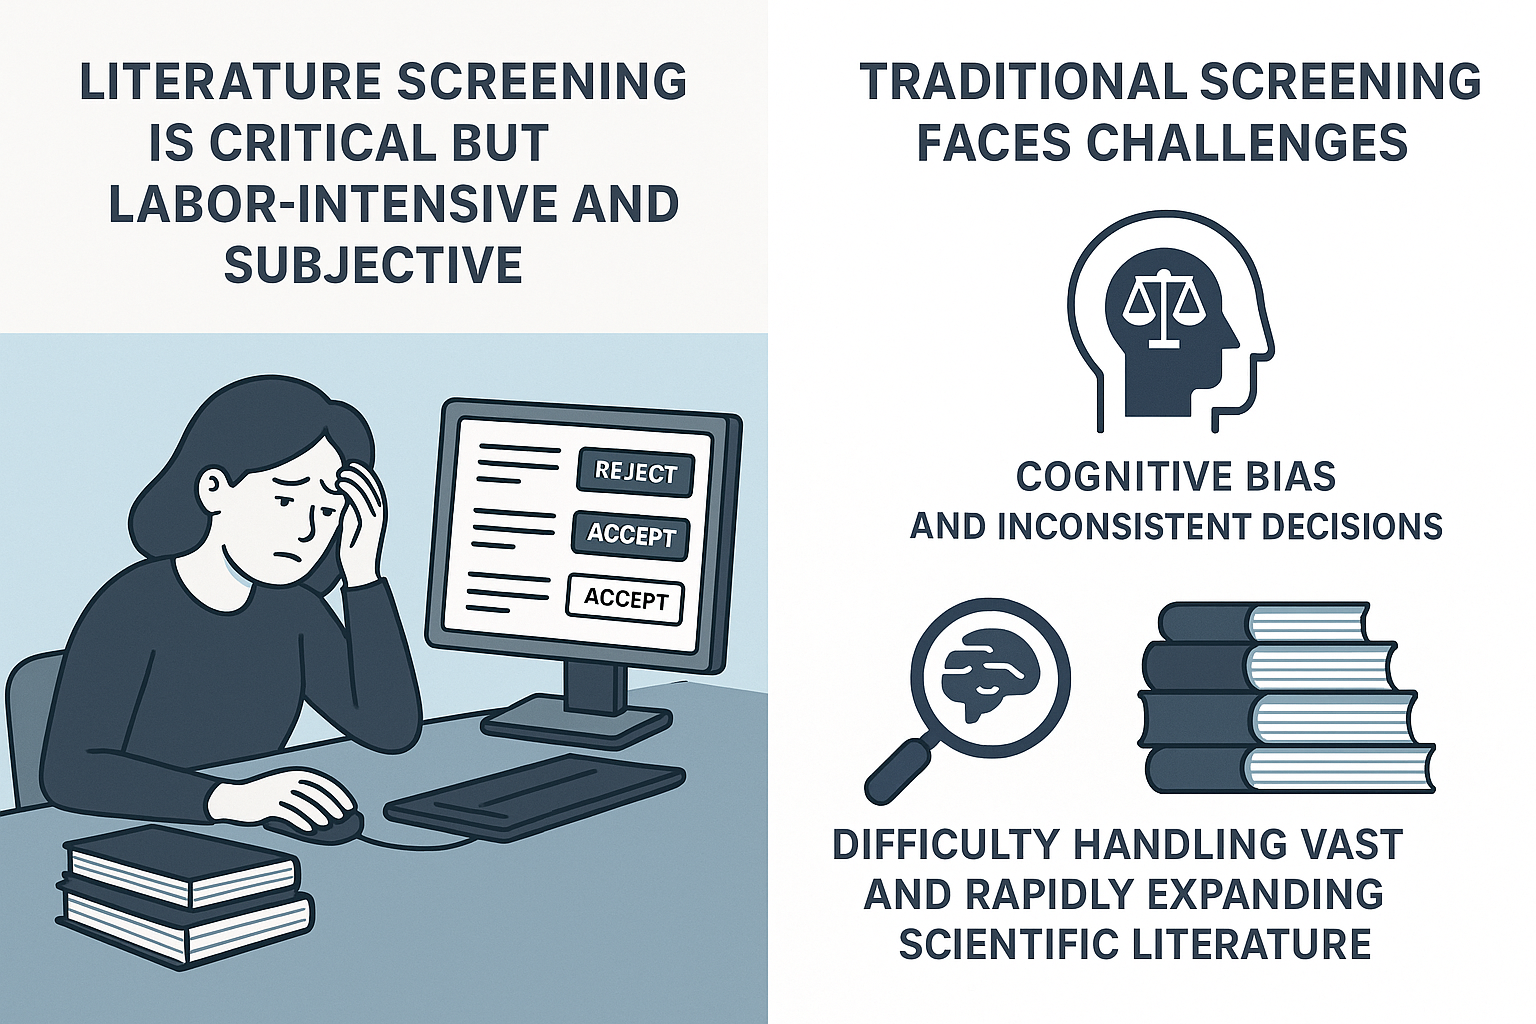 LITERATURE SCREENING
IS CRITICAL BUT
LABOR-INTENSIVE AND
SUBJECTIVE
REJECT
ACCEPT
ACCEPT
TRADITIONAL SCREENING
FACES CHALLENGES
COGNITIVE BIAS
AND INCONSISTENT DECISIONS
DIFFICULTY HANDLING VAST
AND RAPIDLY EXPANDING
SCIENTIFIC LITERATURE